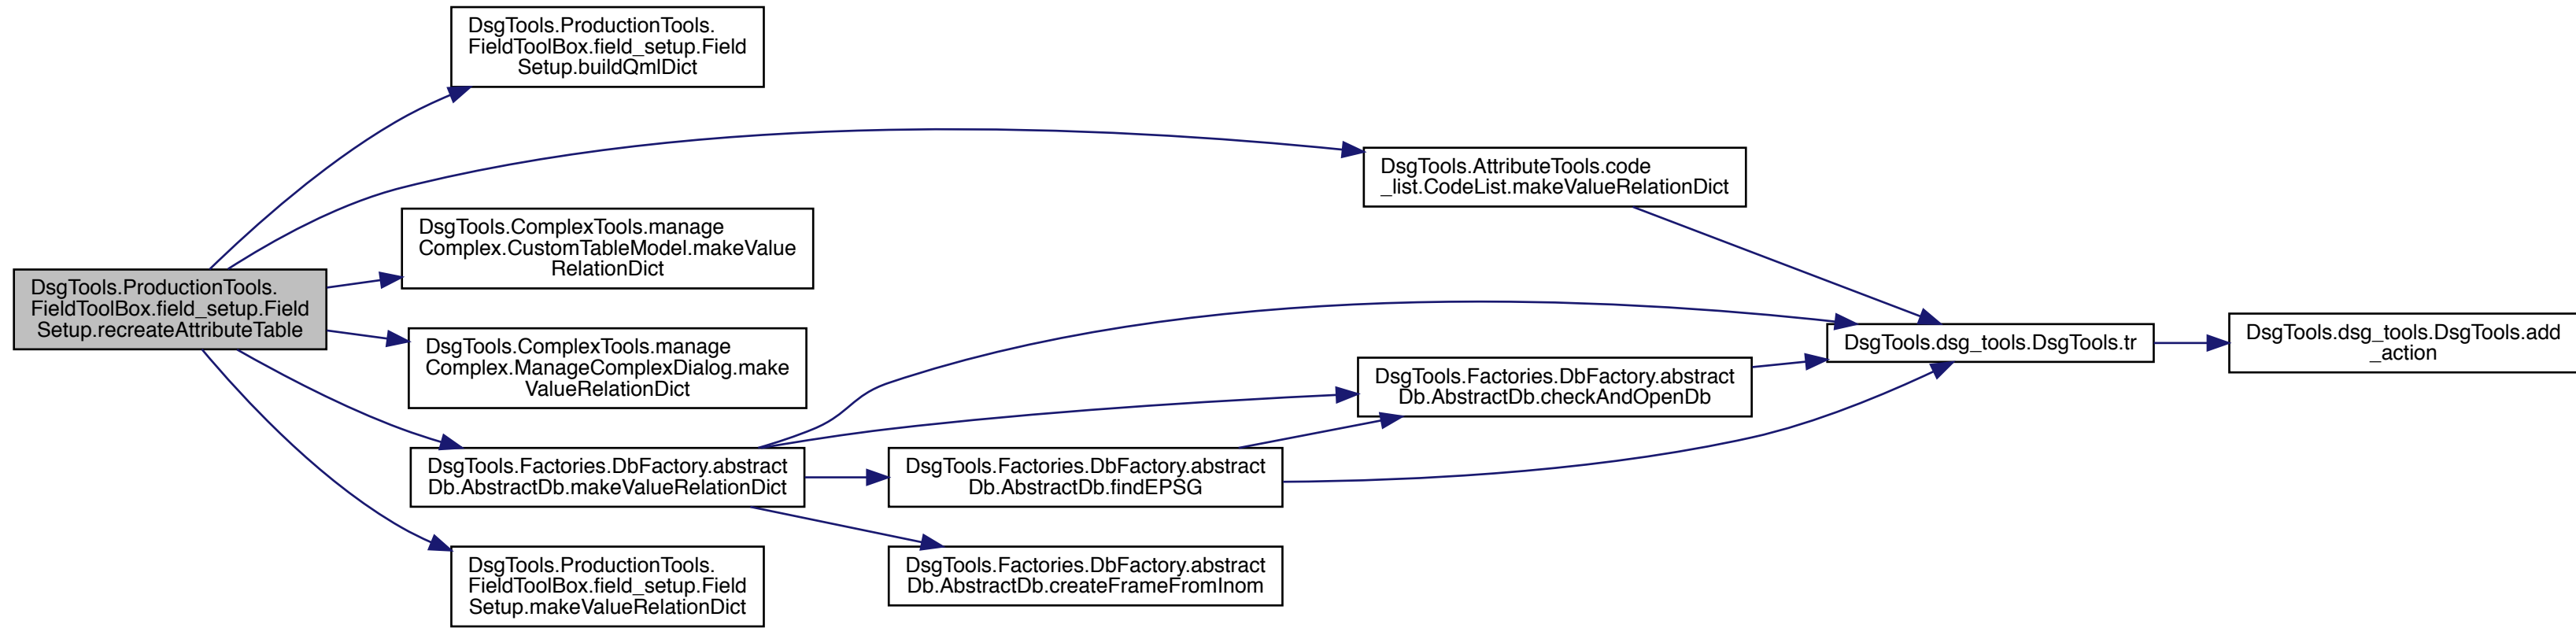 DsgTools.ProductionTools.
FieldToolBox.field_setup.Field
Setup.recreateAttributeTable
DsgTools.ProductionTools.
FieldToolBox.field_setup.Field
Setup.buildQmlDict
DsgTools.AttributeTools.code
_list.CodeList.makeValueRelationDict
DsgTools.ComplexTools.manage
Complex.CustomTableModel.makeValue
RelationDict
DsgTools.ComplexTools.manage
Complex.ManageComplexDialog.make
ValueRelationDict
DsgTools.Factories.DbFactory.abstract
Db.AbstractDb.makeValueRelationDict
DsgTools.ProductionTools.
FieldToolBox.field_setup.Field
Setup.makeValueRelationDict
DsgTools.Factories.DbFactory.abstract
Db.AbstractDb.findEPSG
DsgTools.Factories.DbFactory.abstract
Db.AbstractDb.createFrameFromInom
DsgTools.Factories.DbFactory.abstract
Db.AbstractDb.checkAndOpenDb
DsgTools.dsg_tools.DsgTools.tr
DsgTools.dsg_tools.DsgTools.add
_action